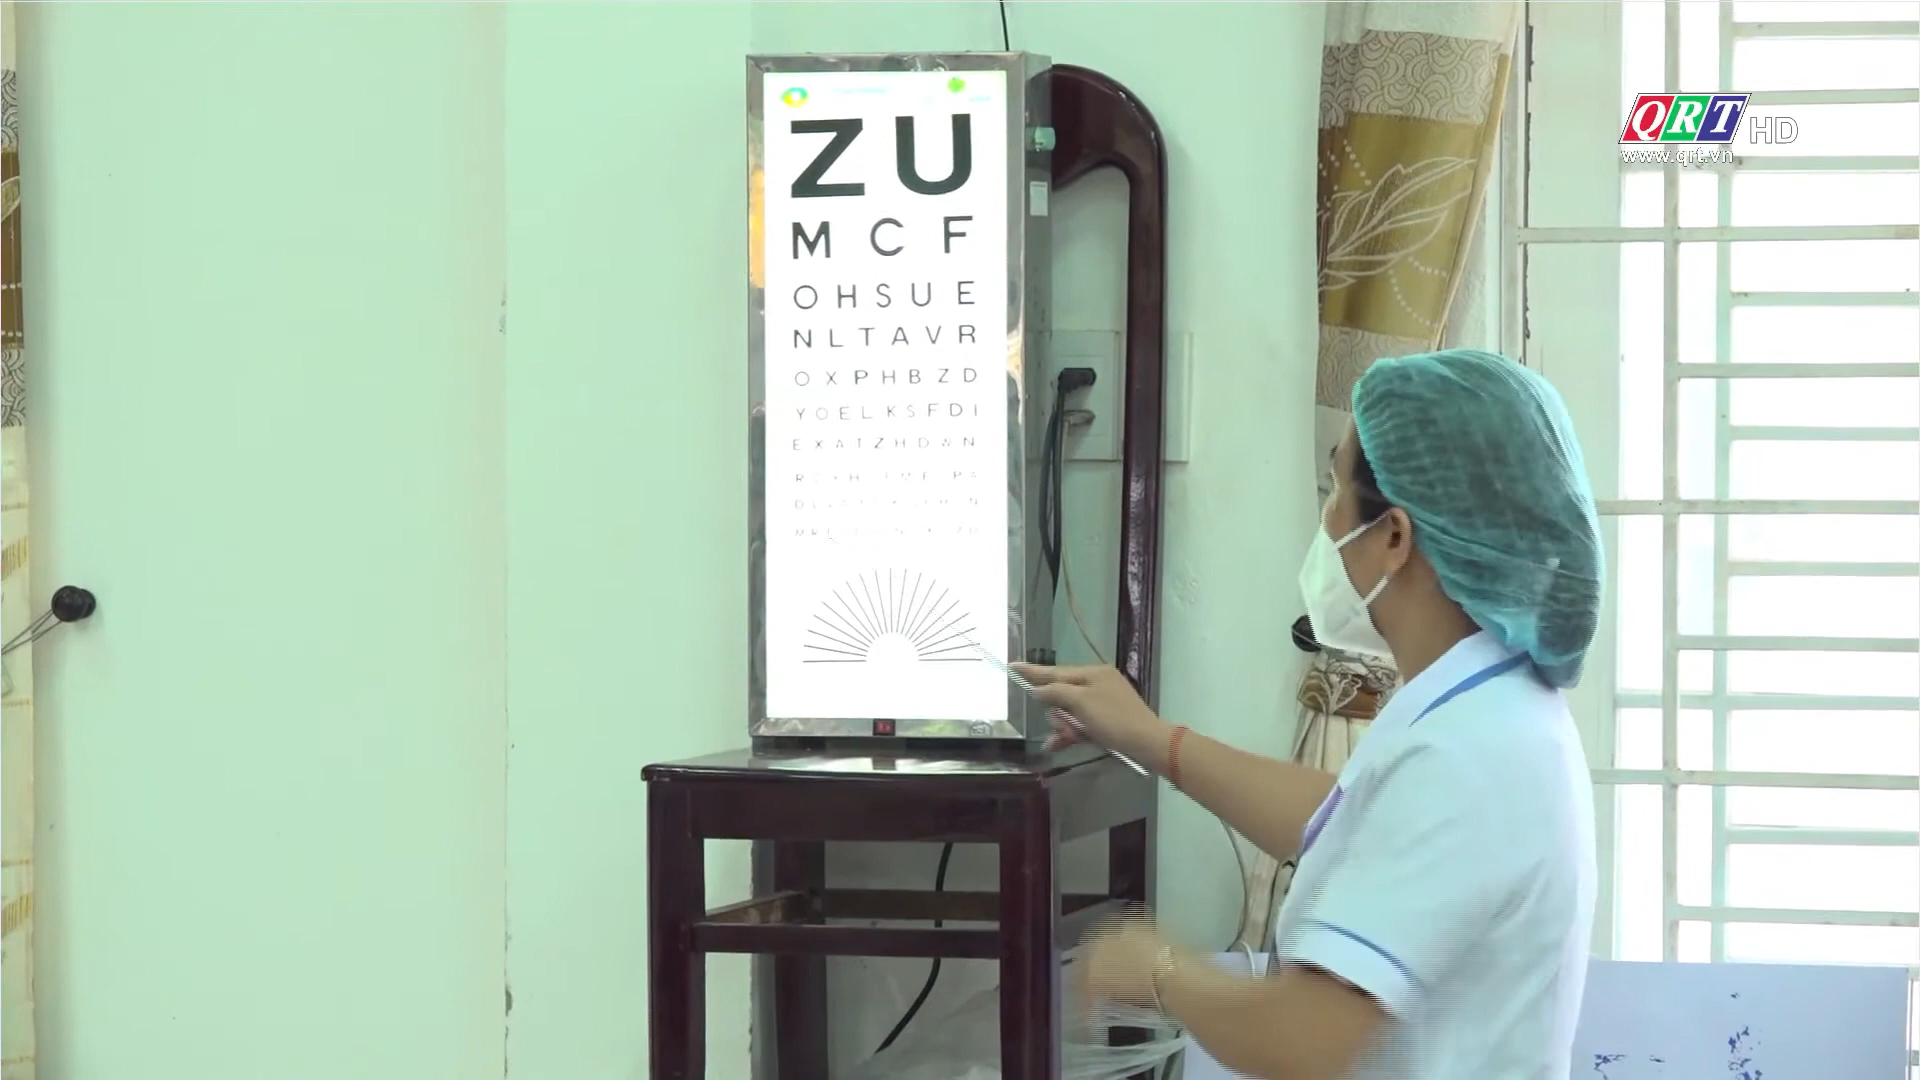 QRT HD
www.qrt.vn
Z U
M C F
O H S U E
N L T A V R
O X P H B Z D
Y O E L K S F D I
E X A T Z H D W N